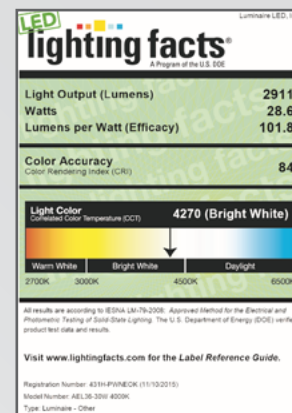 Luminaire LED, I
LED
lighting facts®
A Program of the U.S. DOE
Light Output (Lumens) 2911
Watts 28.6
Lumens per Watt (Efficacy) 101.8
Color Accuracy 84
Color Rendering Index (CRI)
Light Color
Correlated Color Temperature (CCT) 4270 (Bright White)
Warm White Bright White Daylight
2700K 3000K 4500K 6500K
All results are according to IESNA LM-79-2008: Approved Method for the Electrical and
Photometric Testing of Solid-State Lighting. The U.S. Department of Energy (DOE) verifie
product test data and results.
Visit www.lightingfacts.com for the Label Reference Guide.
Registration Number: 431H-PWNECK (11/10/2015)
Model Number: AEL36-30W 4000K
Type: Luminaire - Other